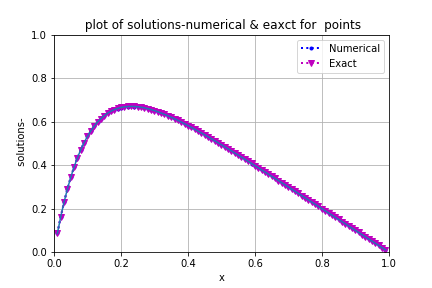 plot of solutions-numerical & eaxct for  points
1.0
0.8
0.6
0.4
0.2
0.0
solutions-
Numerical
Exact
0.0 0.2 0.4 0.6 0.8 1.0
x